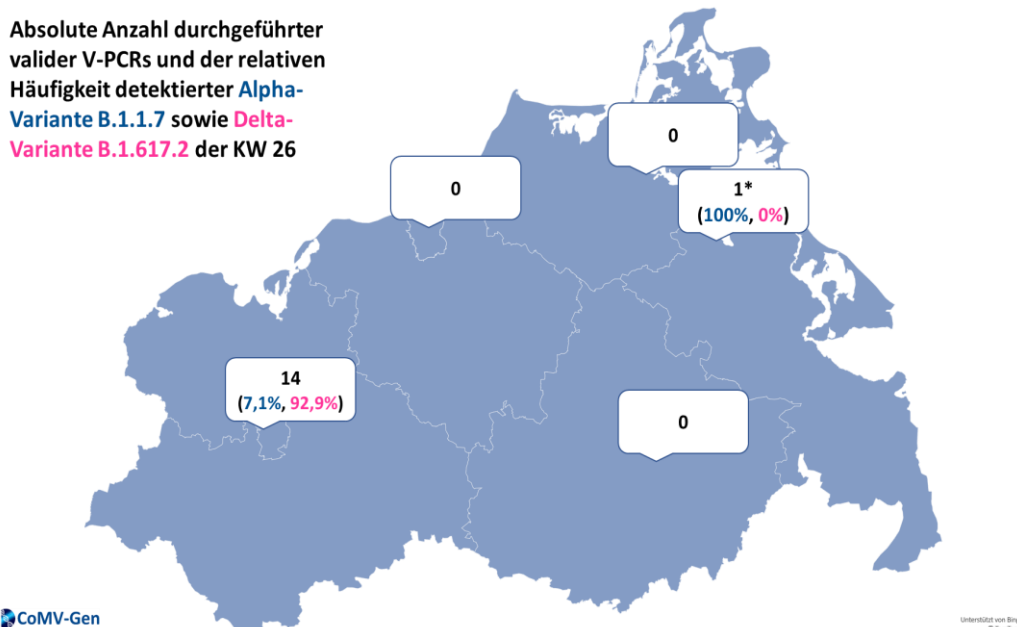 Absolute Anzahl durchgeführter
valider V-PCRs und der relativen
Häufigkeit detektierter Alpha-
Variante B.1.1.7 sowie Delta-
Variante B.1.617.2 der KW 26
0
0
1*
(100%, 0%)
14
(7,1%, 92,9%)
0
CoMV-Gen
Unterstützt von